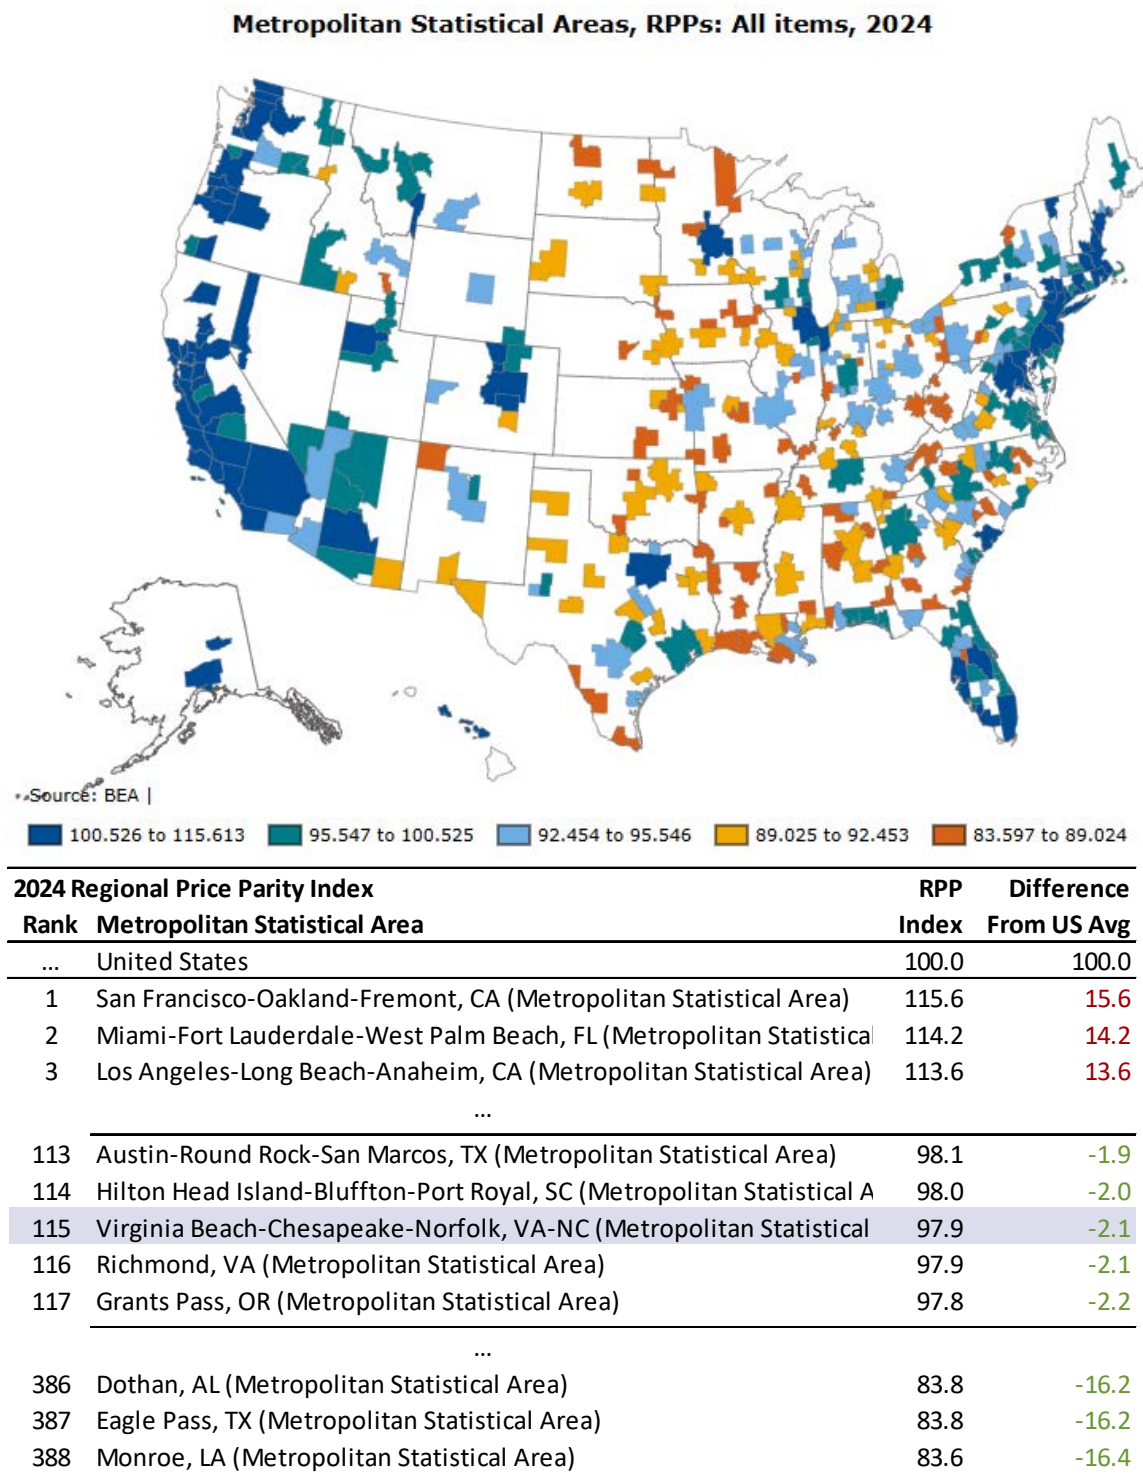 Metropolitan Statistical Areas, RPPs: All items, 2024
Source: BEA |
100.526 to 115.613 95.547 to 100.525 92.454 to 95.546 89.025 to 92.453 83.597 to 89.024
2024 Regional Price Parity Index RPP Difference
Rank Metropolitan Statistical Area Index From US Avg
... United States 100.0 100.0
1 San Francisco-Oakland-Fremont, CA (Metropolitan Statistical Area) 115.6 15.6
2 Miami-Fort Lauderdale-West Palm Beach, FL (Metropolitan Statistical 114.2 14.2
3 Los Angeles-Long Beach-Anaheim, CA (Metropolitan Statistical Area) 113.6 13.6
...
113 Austin-Round Rock-San Marcos, TX (Metropolitan Statistical Area) 98.1 -1.9
114 Hilton Head Island-Bluffton-Port Royal, SC (Metropolitan Statistical A 98.0 -2.0
115 Virginia Beach-Chesapeake-Norfolk, VA-NC (Metropolitan Statistical 97.9 -2.1
116 Richmond, VA (Metropolitan Statistical Area) 97.9 -2.1
117 Grants Pass, OR (Metropolitan Statistical Area) 97.8 -2.2
...
386 Dothan, AL (Metropolitan Statistical Area) 83.8 -16.2
387 Eagle Pass, TX (Metropolitan Statistical Area) 83.8 -16.2
388 Monroe, LA (Metropolitan Statistical Area) 83.6 -16.4